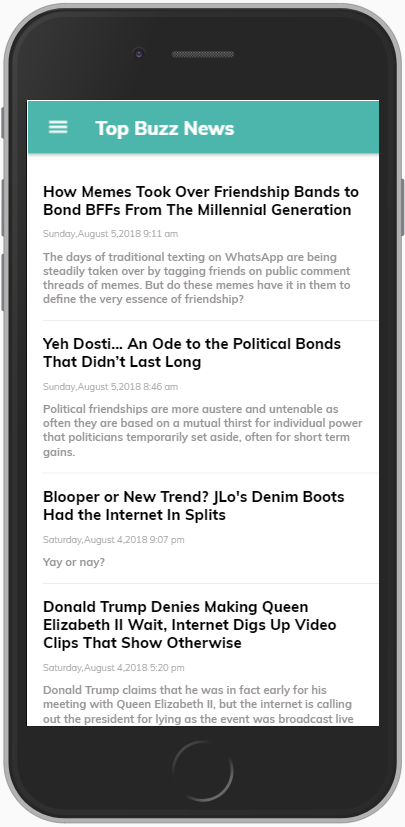 Top Buzz News
How Memes Took Over Friendship Bands to
Bond BFFs From The Millennial Generation
Sunday,August 5,2018 9:11 am
The days of traditional texting on WhatsApp are being
steadily taken over by tagging friends on public comment
threads of memes. But do these memes have it in them to
define the very essence of friendship?
Yeh Dosti... An Ode to the Political Bonds
That Didn’t Last Long
Sunday,August 5,2018 8:46 am
Political friendships are more austere and untenable as
often they are based on a mutual thirst for individual power
that politicians temporarily set aside, often for short term
gains.
Blooper or New Trend? JLo's Denim Boots
Had the Internet In Splits
Saturday,August 4,2018 9:07 pm
Yay or nay?
Donald Trump Denies Making Queen
Elizabeth II Wait, Internet Digs Up Video
Clips That Show Otherwise
Saturday,August 4,2018 5:20 pm
Donald Trump claims that he was in fact early for his
meeting with Queen Elizabeth II, but the internet is calling
out the president for lying as the event was broadcast live